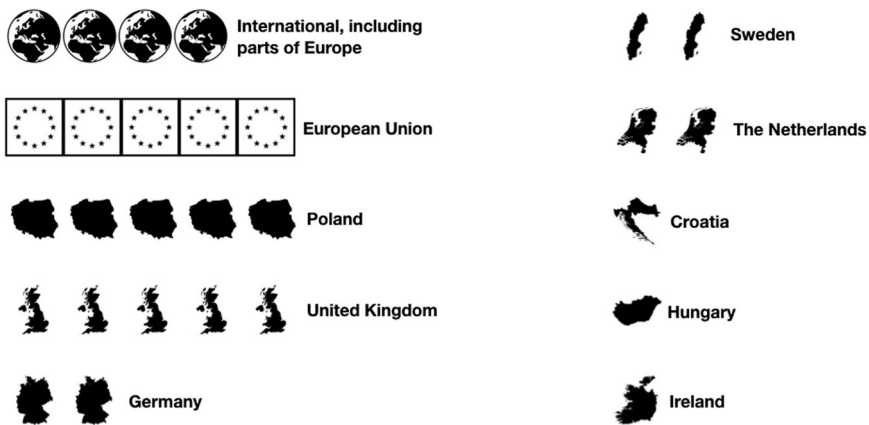 International, including
parts of Europe
European Union
Poland
United Kingdom
Germany
Sweden
The Netherlands
Croatia
Hungary
Ireland